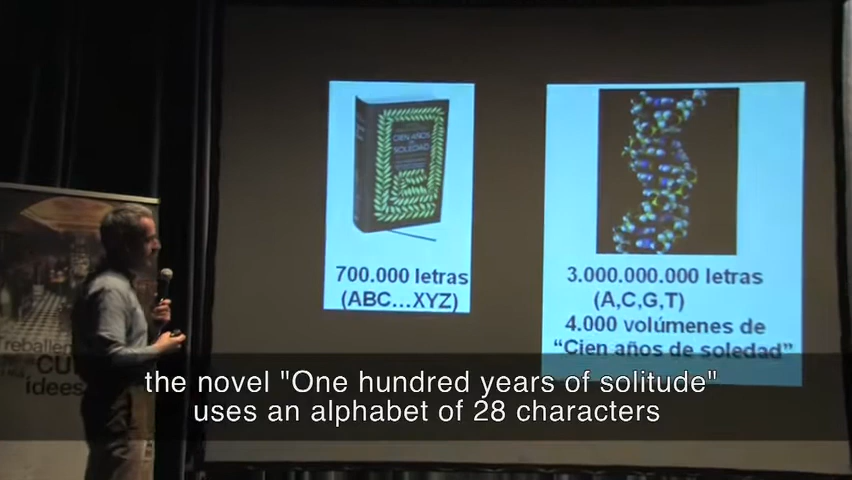 CIEN AÑOS
DE
SOLEDAD
700.000 letras
(ABC...XYZ)
3.000.000.000 letras
(A,C,G,T)
4.000 volúmenes de
“Cien años de soledad”
Treballem
CU
idees
the novel "One hundred years of solitude"
uses an alphabet of 28 characters